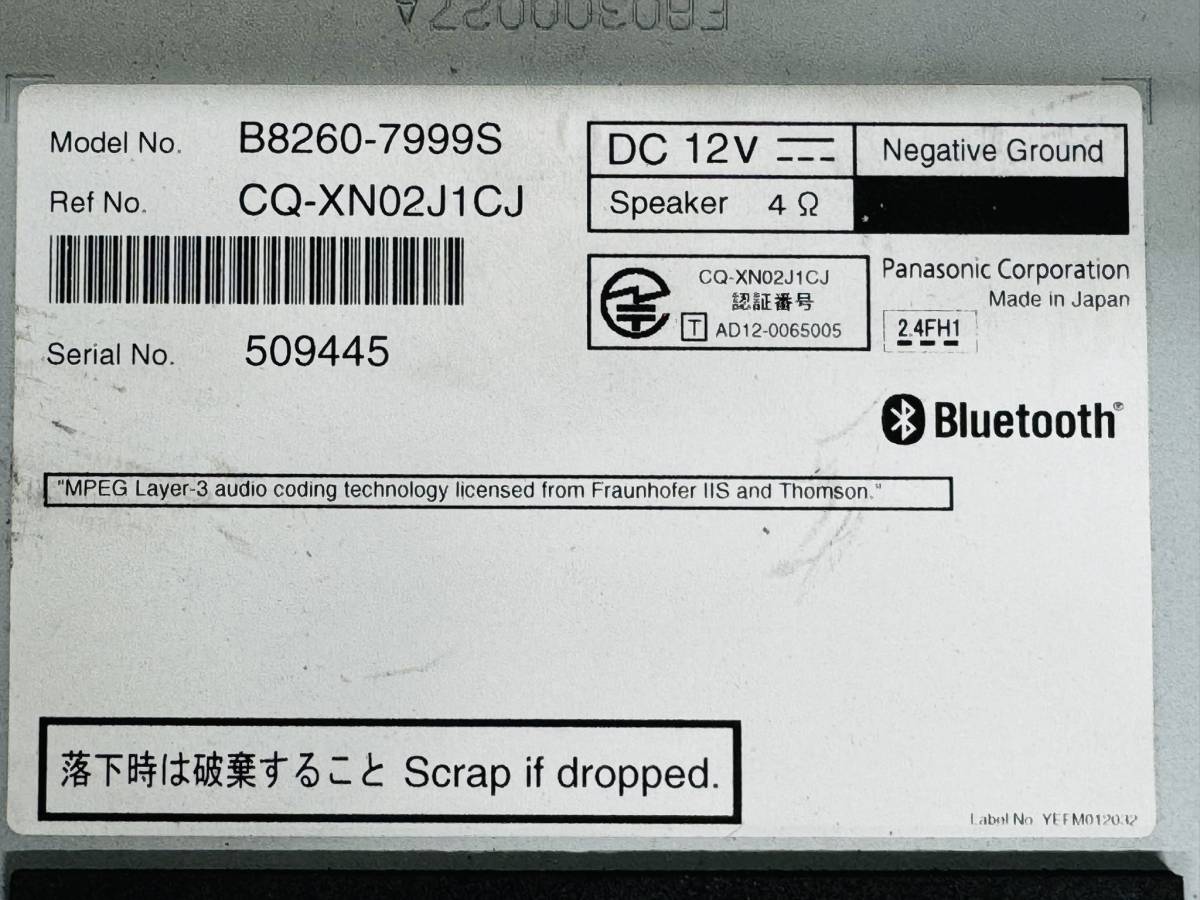 Model No. B8260-7999S
Ref No. CQ-XN02J1CJ
Serial No. 509445
DC 12V
Negative Ground
Speaker 4 Ω
CQ-XN02J1CJ
認証番号
T AD12-0065005
Panasonic Corporation
Made in Japan
2.4FH1
Bluetooth®
"MPEG Layer-3 audio coding technology licensed from Fraunhofer IIS and Thomson."
落下時は破棄すること Scrap if dropped.
Label No. YEFM012032